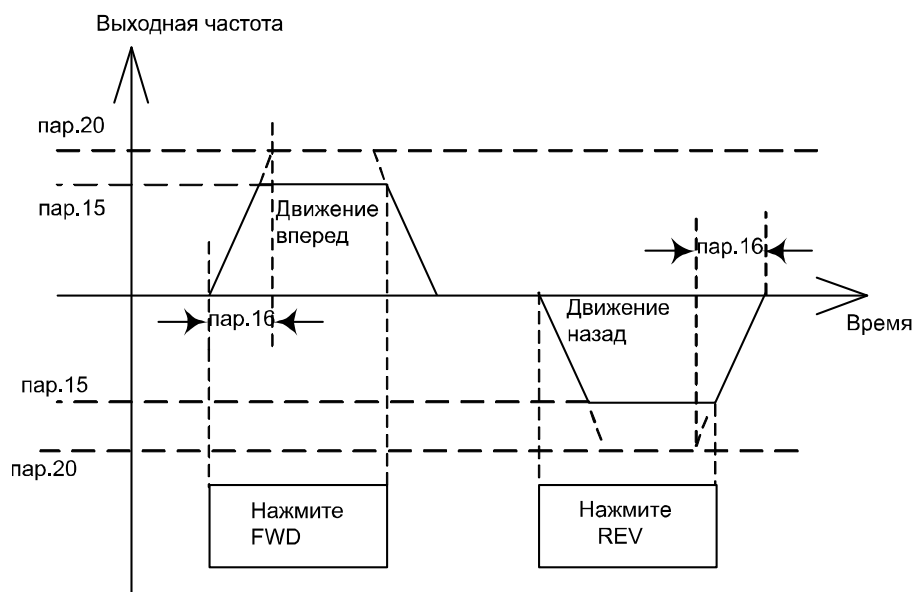 Выходная частота
пар.20
пар.15
Движение
вперед
пар.16
пар.16
Движение
назад
Время
пар.15
пар.20
Нажмите
FWD
Нажмите
REV